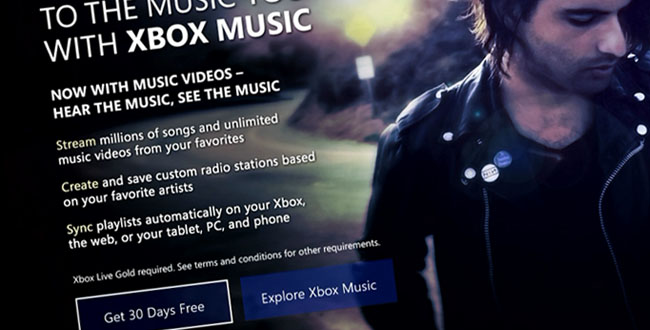 TO THE MUSIC
WITH XBOX MUSIC
NOW WITH MUSIC VIDEOS –
HEAR THE MUSIC, SEE THE MUSIC
Stream millions of songs and unlimited
music videos from your favorites
Create and save custom radio stations based
on your favorite artists
Sync playlists automatically on your Xbox,
the web, or your tablet, PC, and phone
Xbox Live Gold required. See terms and conditions for other requirements.
Get 30 Days Free
Explore Xbox Music